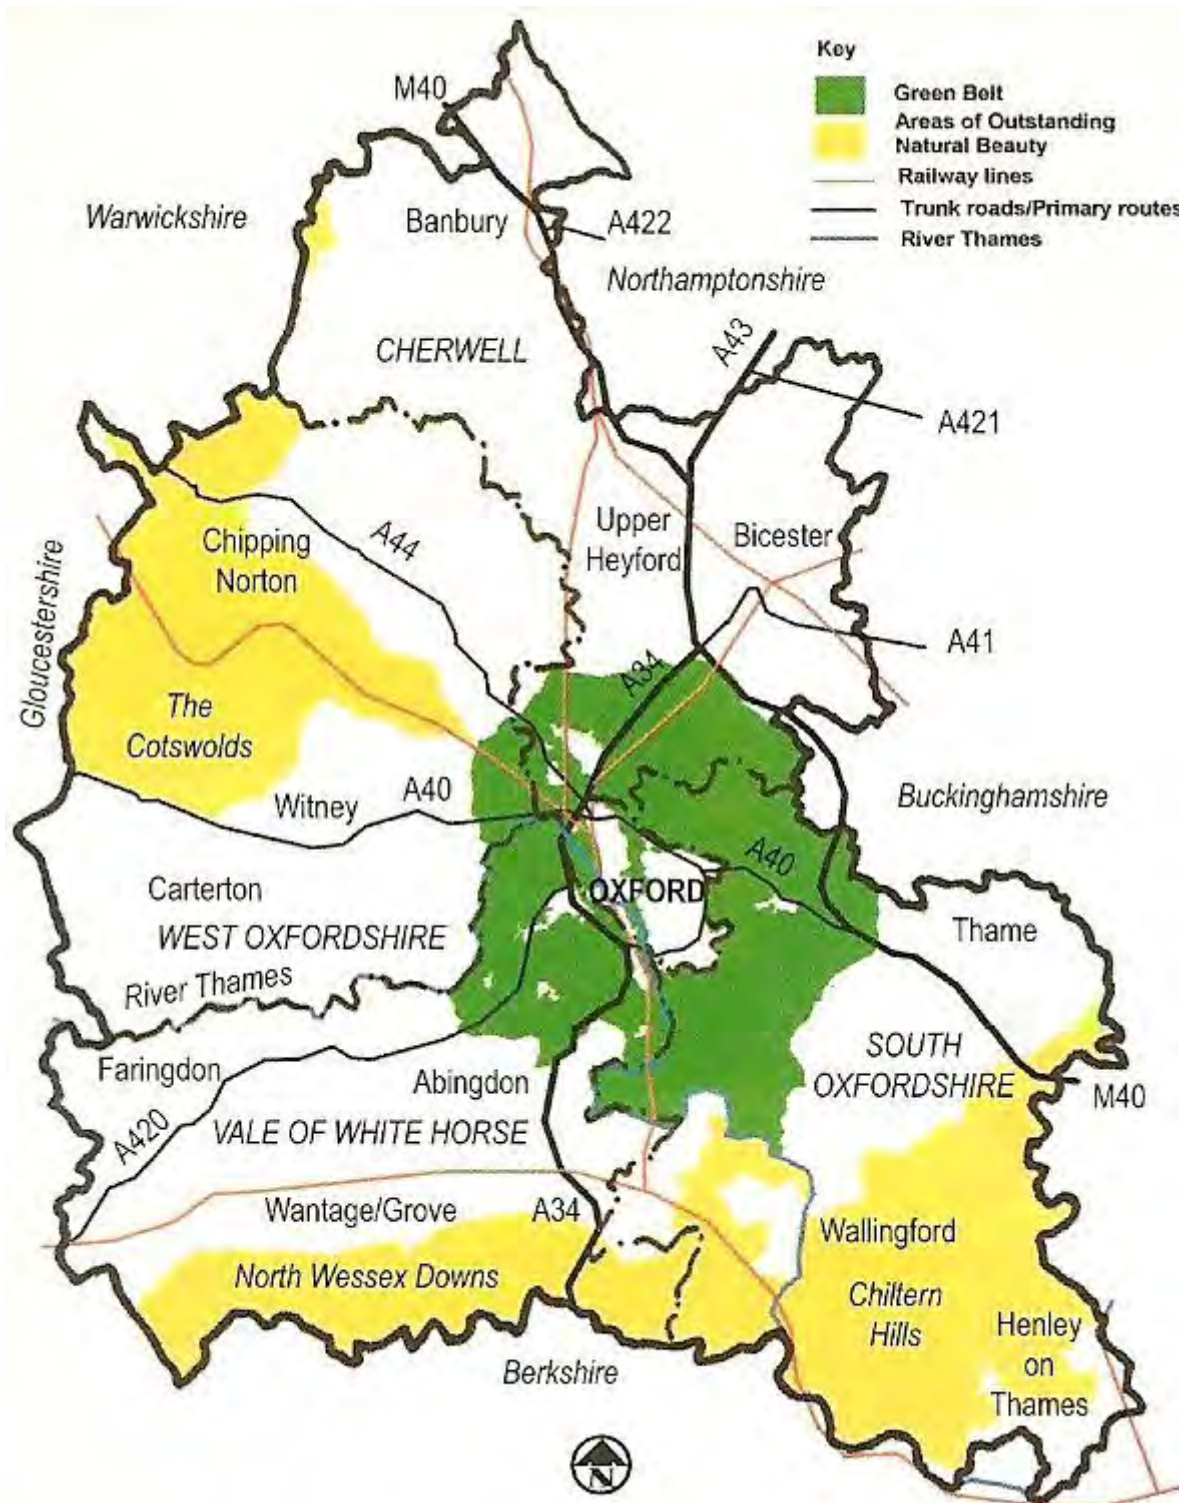 Key
Green Belt
Areas of Outstanding
Natural Beauty
Railway lines
Trunk roads/Primary routes
River Thames
M40
Warwickshire
Banbury
A422
Northamptonshire
CHERWELL
A43
A421
Chipping
Norton
A44
Upper
Heyford
Bicester
Gloucestershire
A34
A41
The
Cotswolds
Witney
A40
Buckinghamshire
A40
Carterton
OXFORD
WEST OXFORDSHIRE
Thame
River Thames
Faringdon
Abingdon
SOUTH
OXFORDSHIRE
M40
A420
VALE OF WHITE HORSE
Wantage/Grove
A34
Wallingford
North Wessex Downs
Chiltern
Hills
Henley
on
Thames
Berkshire
N